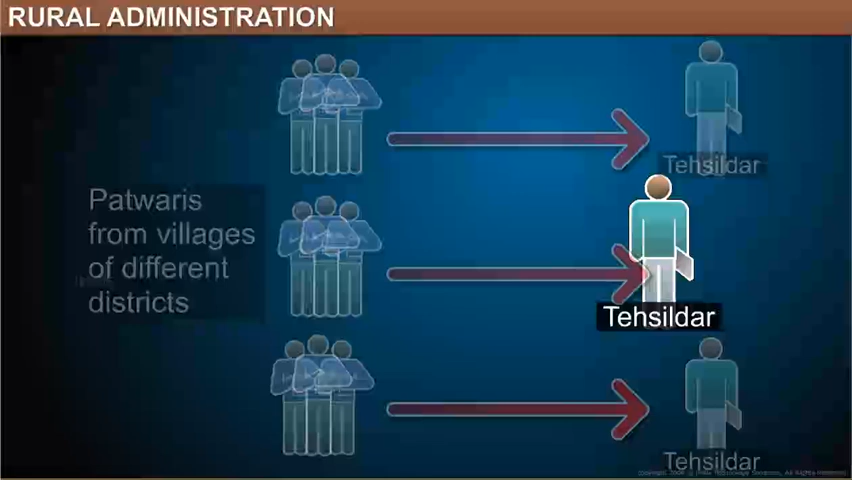 RURAL ADMINISTRATION
Tehsildar
Patwaris
from villages
of different
districts
Tehsildar
Tehsildar